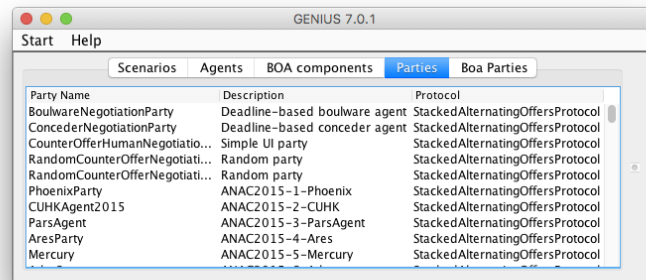 GENIUS 7.0.1
Start Help
Scenarios Agents BOA components Parties Boa Parties
Party Name Description Protocol
BoulwareNegotiationParty Deadline-based boulware agent StackedAlternatingOffersProtocol
ConcederNegotiationParty Deadline-based conceder agent StackedAlternatingOffersProtocol
CounterOfferHumanNegotiatio... Simple UI party StackedAlternatingOffersProtocol
RandomCounterOfferNegotiati... Random party StackedAlternatingOffersProtocol
RandomCounterOfferNegotiati... Random party StackedAlternatingOffersProtocol
PhoenixParty ANAC2015-1-Phoenix StackedAlternatingOffersProtocol
CUHKAgent2015 ANAC2015-2-CUHK StackedAlternatingOffersProtocol
ParsAgent ANAC2015-3-ParsAgent StackedAlternatingOffersProtocol
AresParty ANAC2015-4-Ares StackedAlternatingOffersProtocol
Mercury ANAC2015-5-Mercury StackedAlternatingOffersProtocol